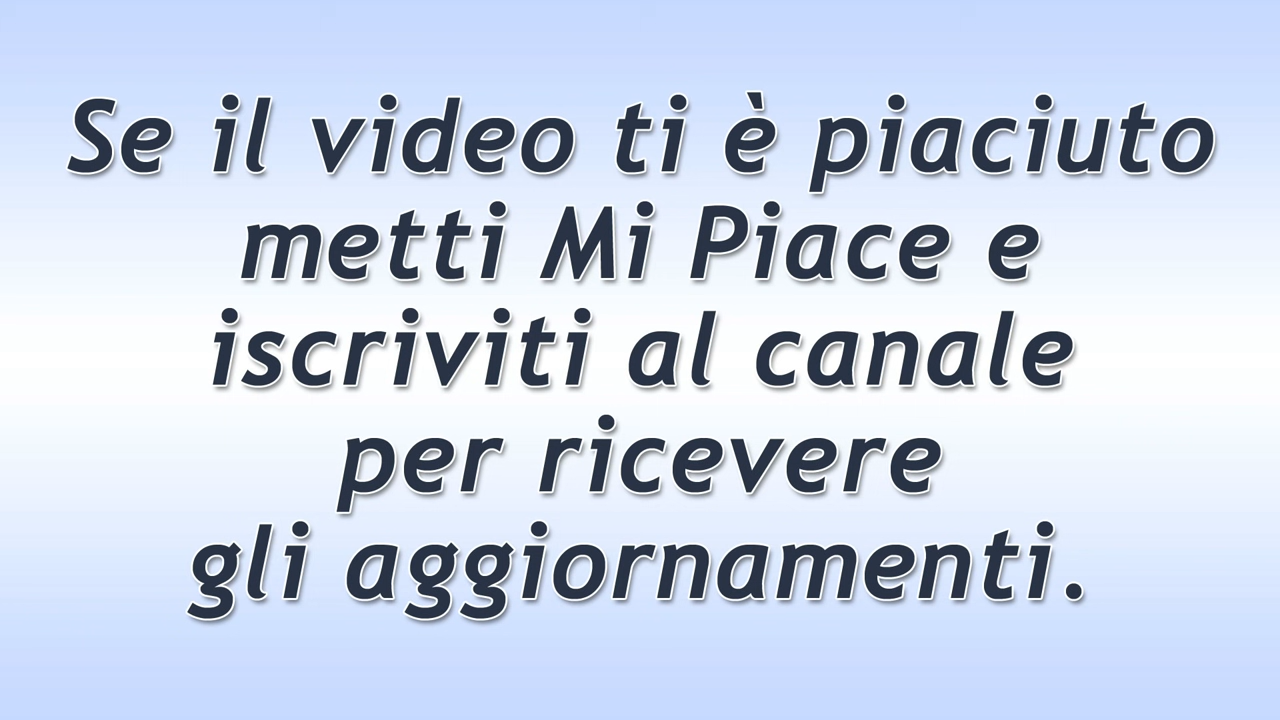 Se il video ti è piaciuto
metti Mi Piace e
iscriviti al canale
per ricevere
gli aggiornamenti.